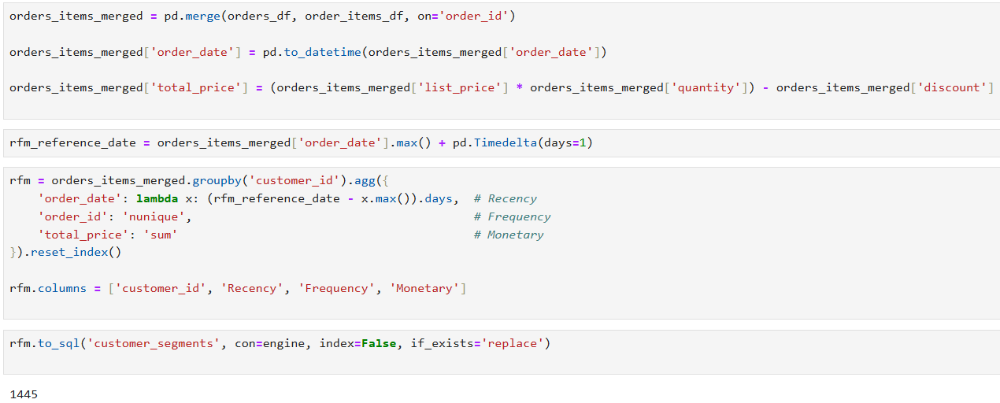 orders_items_merged = pd.merge(orders_df, order_items_df, on='order_id')
orders_items_merged['order_date'] = pd.to_datetime(orders_items_merged['order_date'])
orders_items_merged['total_price'] = (orders_items_merged['list_price'] * orders_items_merged['quantity']) - orders_items_merged['discount']
rfm_reference_date = orders_items_merged['order_date'].max() + pd.Timedelta(days=1)
rfm = orders_items_merged.groupby('customer_id').agg({
    'order_date': lambda x: (rfm_reference_date - x.max()).days,  # Recency
    'order_id': 'nunique',                                        # Frequency
    'total_price': 'sum'                                          # Monetary
}).reset_index()
rfm.columns = ['customer_id', 'Recency', 'Frequency', 'Monetary']
rfm.to_sql('customer_segments', con=engine, index=False, if_exists='replace')
1445